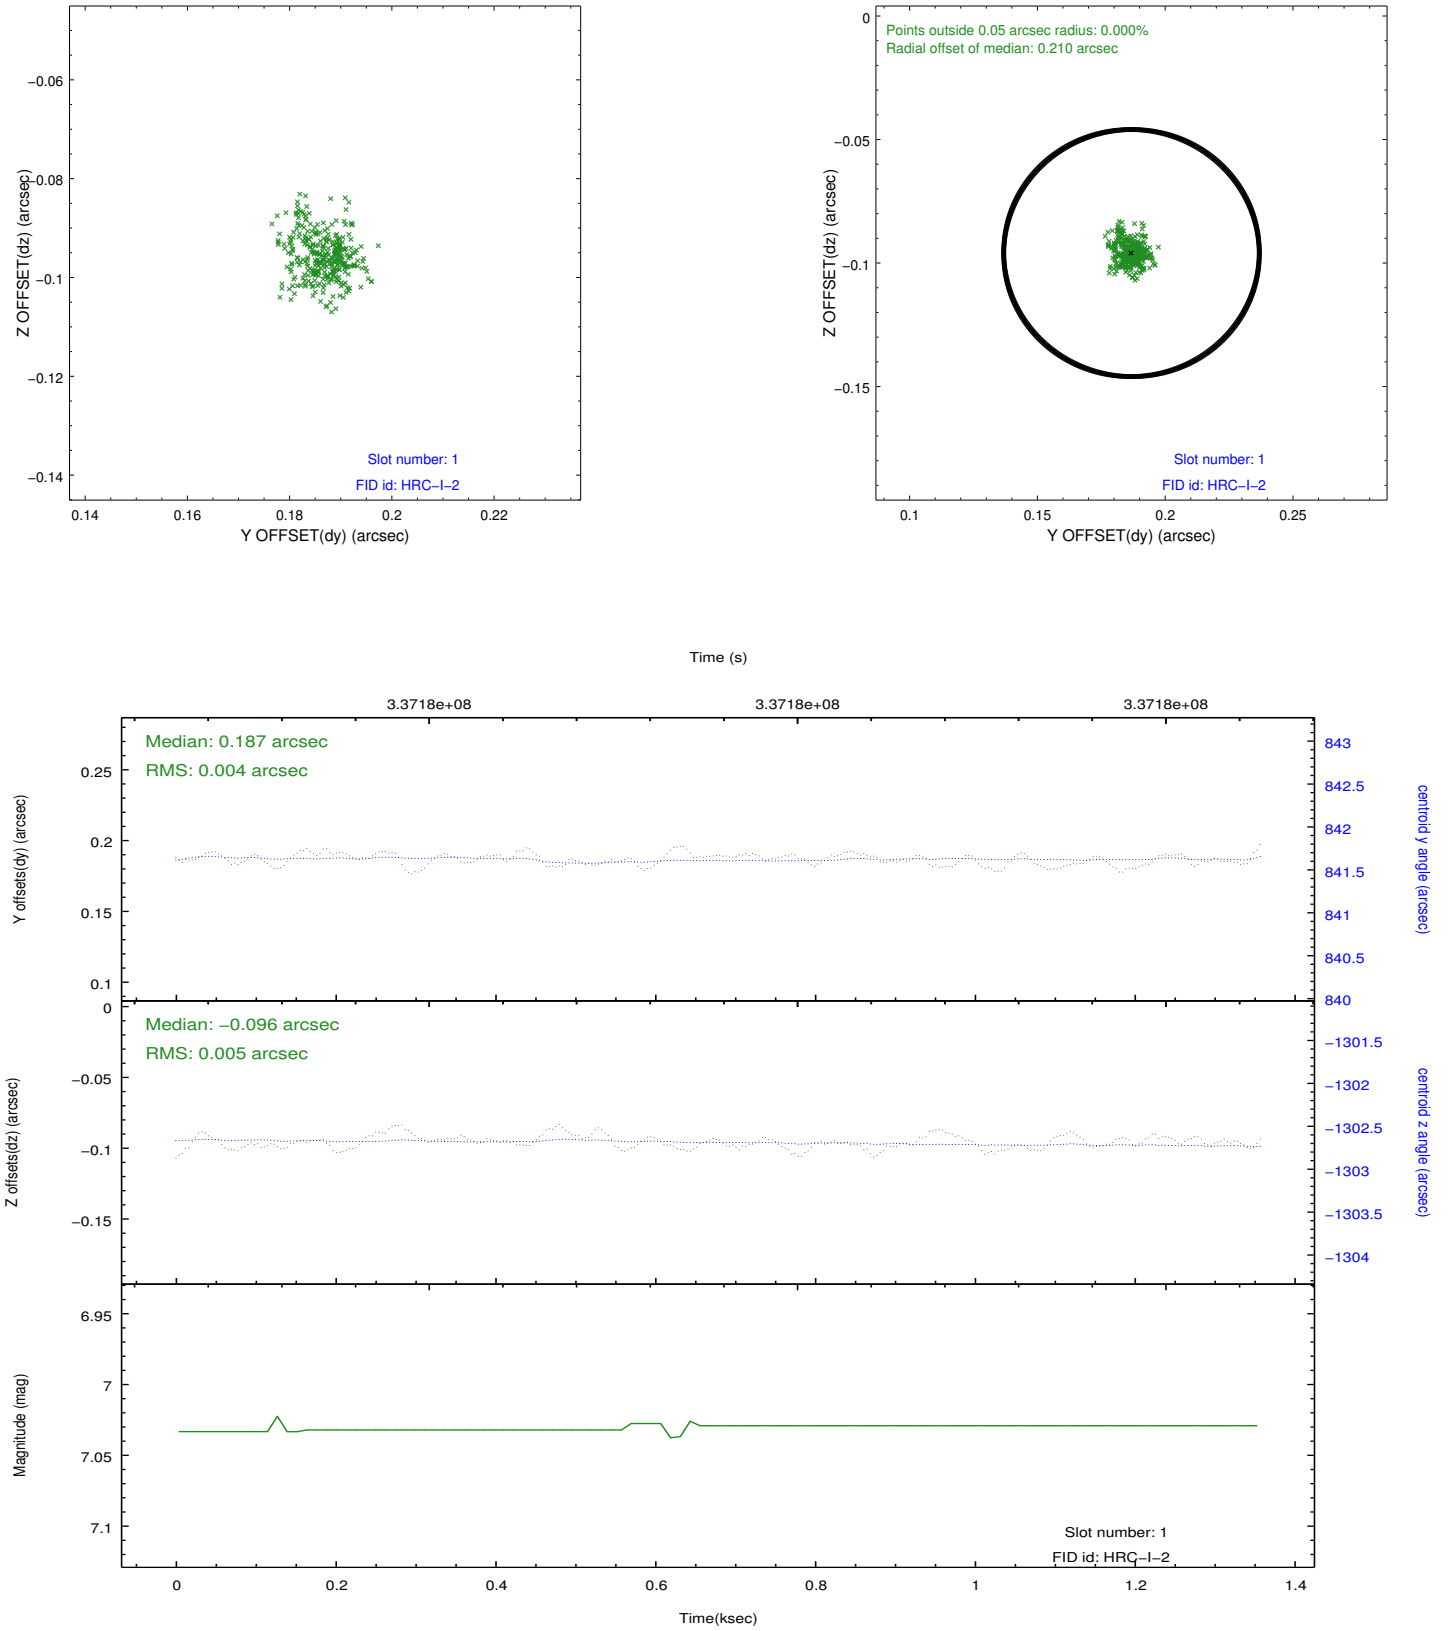 −0.06
−0.08
−0.1
−0.12
−0.14
Z OFFSET(dz) (arcsec)
Slot number: 1
FID id: HRC−I−2
0.14 0.16 0.18 0.2 0.22
Y OFFSET(dy) (arcsec)
Points outside 0.05 arcsec radius: 0.000%
Radial offset of median: 0.210 arcsec
0
−0.05
−0.1
−0.15
Z OFFSET(dz) (arcsec)
Slot number: 1
FID id: HRC−I−2
0.1 0.15 0.2 0.25
Y OFFSET(dy) (arcsec)
Time (s)
3.3718e+08 3.3718e+08 3.3718e+08
Median: 0.187 arcsec
RMS: 0.004 arcsec
0.25
0.2
0.15
0.1
Y offsets(dy) (arcsec)
843
842.5
842
841.5
841
840.5
840
centroid y angle (arcsec)
Median: −0.096 arcsec
RMS: 0.005 arcsec
0
−0.05
−0.1
−0.15
Z offsets(dz) (arcsec)
−1301.5
−1302
−1302.5
−1303
−1303.5
−1304
centroid z angle (arcsec)
6.95
7
7.05
7.1
Magnitude (mag)
Slot number: 1
FID id: HRC−I−2
0 0.2 0.4 0.6 0.8 1 1.2 1.4
Time(ksec)